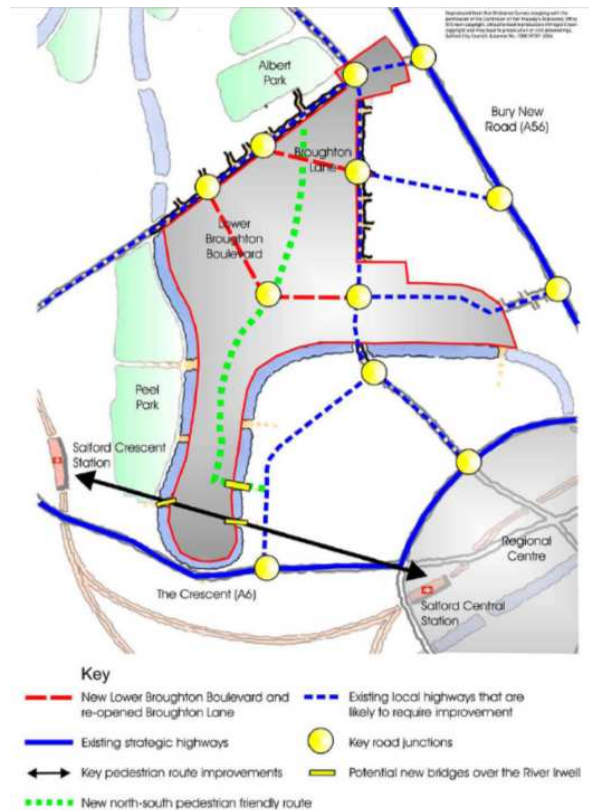 Albert
Park
Bury New
Road (A56)
Broughton
Lane
Lower
Broughton
Boulevard
Peel
Park
Salford Crescent
Station
Regional
Centre
The Crescent (A6)
Salford Central
Station
Key
New Lower Broughton Boulevard and
re-opened Broughton Lane
Existing local highways that are
likely to require improvement
Existing strategic highways
Key road junctions
Key pedestrian route improvements
Potential new bridges over the River Irwell
New north-south pedestrian friendly route